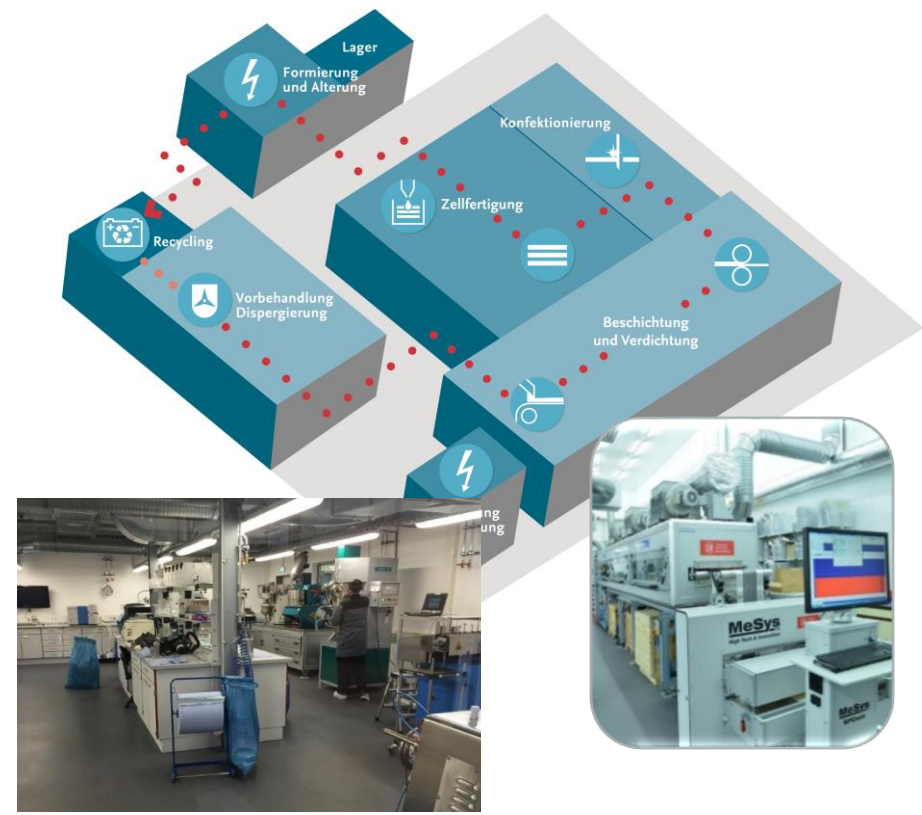 Lager
Formierung
und Alterung
Konfektionierung
Zellfertigung
Recycling
Vorbehandlung
Dispergierung
Beschichtung
und Verdichtung
MeSys
High Tech & Innovation
MeSys